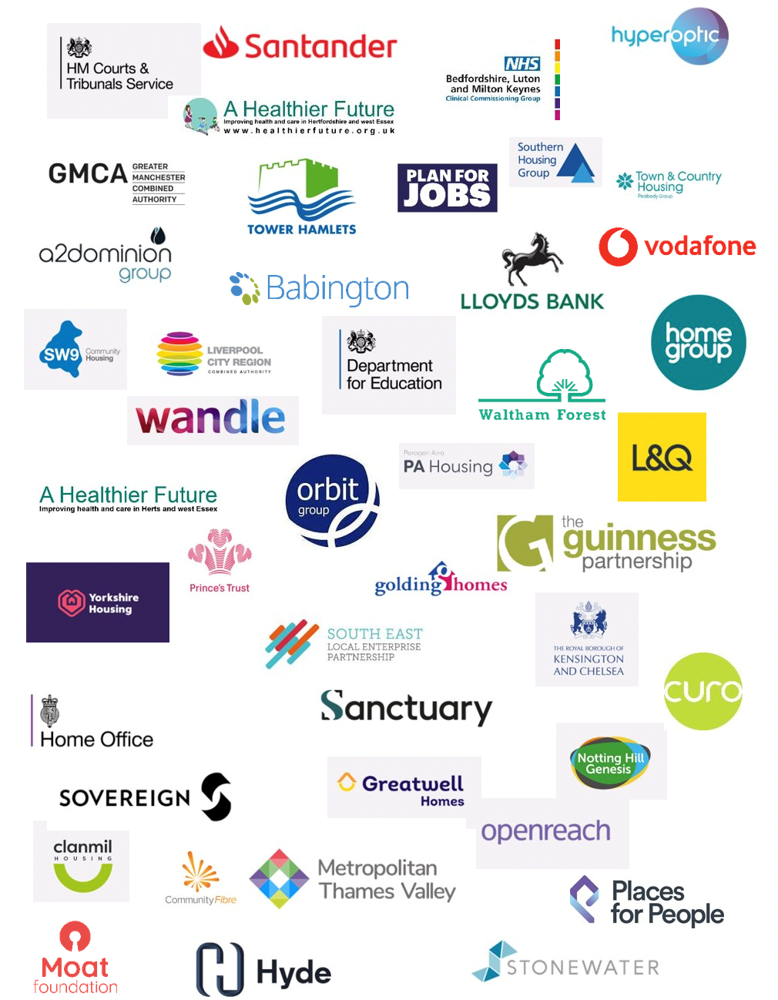 HM Courts &
Tribunals Service
Santander
hyperoptic
NHS
Bedfordshire, Luton
and Milton Keynes
Clinical Commissioning Group
A Healthier Future
Improving health and care in Hertfordshire and west Essex
www.healthierfuture.org.uk
GMCA
GREATER
MANCHESTER
COMBINED
AUTHORITY
TOWER HAMLETS
PLAN FOR
JOBS
Southern
Housing
Group
Town & Country
Housing
Peabody Group
a2dominion
group
Babington
LLOYDS BANK
vodafone
SW9
Community
Housing
LIVERPOOL
CITY REGION
COMBINED AUTHORITY
Department
for Education
home
group
wandle
Waltham Forest
Paragon Asra
PA Housing
L&Q
A Healthier Future
Improving health and care in Herts and west Essex
orbit
group
the
guinness
partnership
Prince's Trust
Yorkshire
Housing
golding homes
SOUTH EAST
LOCAL ENTERPRISE
PARTNERSHIP
THE ROYAL BOROUGH OF
KENSINGTON
AND CHELSEA
curo
Home Office
Sanctuary
Notting Hill
Genesis
SOVEREIGN
Greatwell
Homes
openreach
clanmil
HOUSING
Community Fibre
Metropolitan
Thames Valley
Places
for People
Moat
foundation
Hyde
STONEWATER